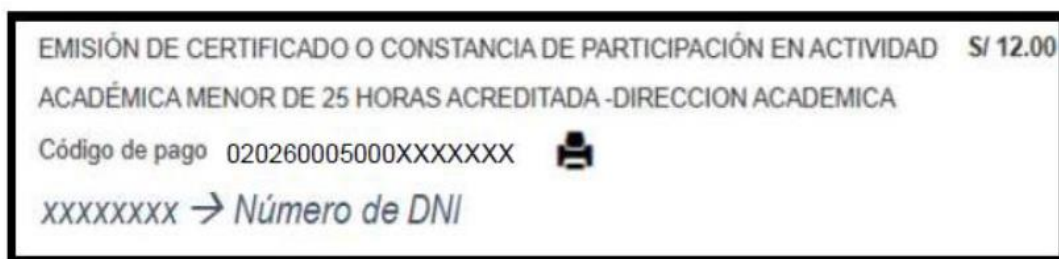 EMISIÓN DE CERTIFICADO O CONSTANCIA DE PARTICIPACIÓN EN ACTIVIDAD S/ 12.00
ACADÉMICA MENOR DE 25 HORAS ACREDITADA -DIRECCION ACADEMICA
Código de pago 020260005000XXXXXXX
xxxxxxxx → Número de DNI